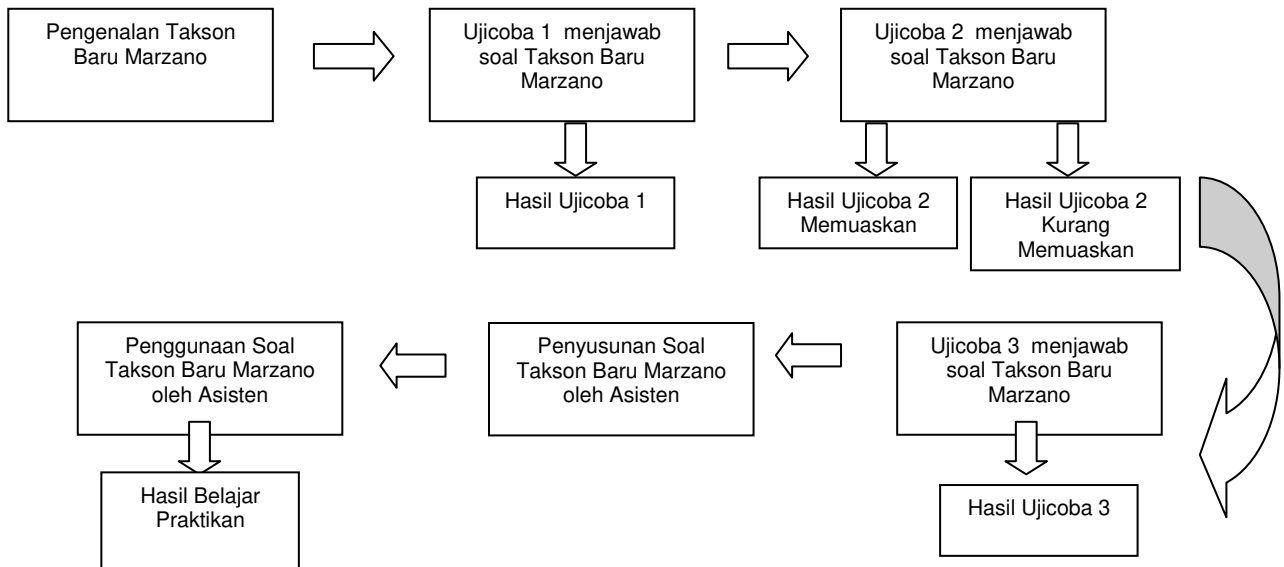 Pengenalan Takson
Baru Marzano
Ujicoba 1 menjawab
soal Takson Baru
Marzano
Ujicoba 2 menjawab
soal Takson Baru
Marzano
Hasil Ujicoba 1
Hasil Ujicoba 2
Memuaskan
Hasil Ujicoba 2
Kurang
Memuaskan
Ujicoba 3 menjawab
soal Takson Baru
Marzano
Penyusunan Soal
Takson Baru Marzano
oleh Asisten
Penggunaan Soal
Takson Baru Marzano
oleh Asisten
Hasil Ujicoba 3
Hasil Belajar
Praktikan